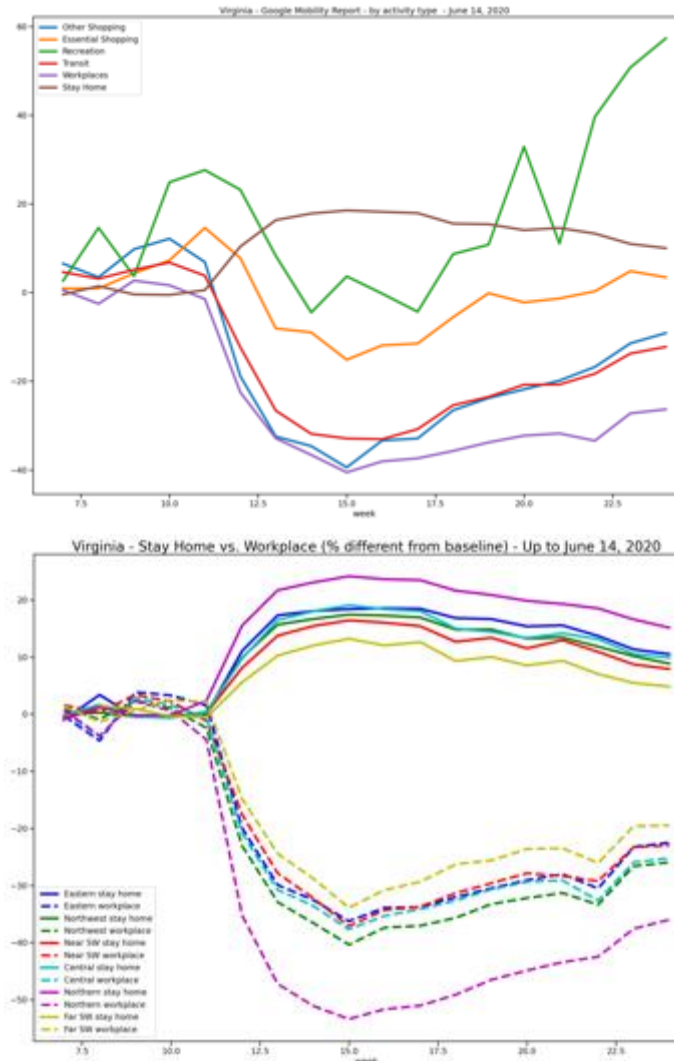 Virginia - Google Mobility Report - by activity type - June 14, 2020
Other Shopping
Essential Shopping
Recreation
Transit
Workplaces
Stay Home
60
40
20
0
−20
−40
7.5 10.0 12.5 15.0 17.5 20.0 22.5
week
Virginia - Stay Home vs. Workplace (% different from baseline) - Up to June 14, 2020
20
10
0
−10
−20
−30
−40
−50
Eastern stay home
Eastern workplace
Northwest stay home
Northwest workplace
Near SW stay home
Near SW workplace
Central stay home
Central workplace
Northern stay home
Northern workplace
Far SW stay home
Far SW workplace
7.5 10.0 12.5 15.0 17.5 20.0 22.5